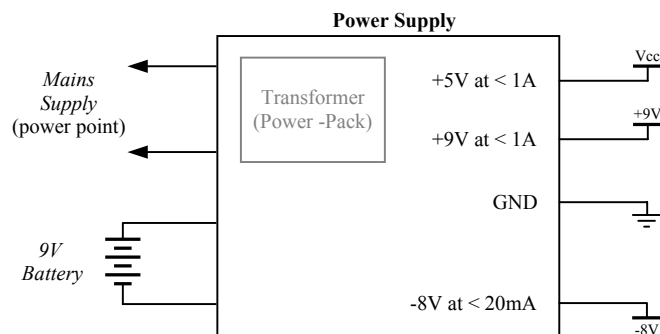 Power Supply
Mains
Supply
(power point)
Transformer
(Power -Pack)
+5V at < 1A
Vcc
+9V at < 1A
+9V
GND
9V
Battery
-8V at < 20mA
-8V